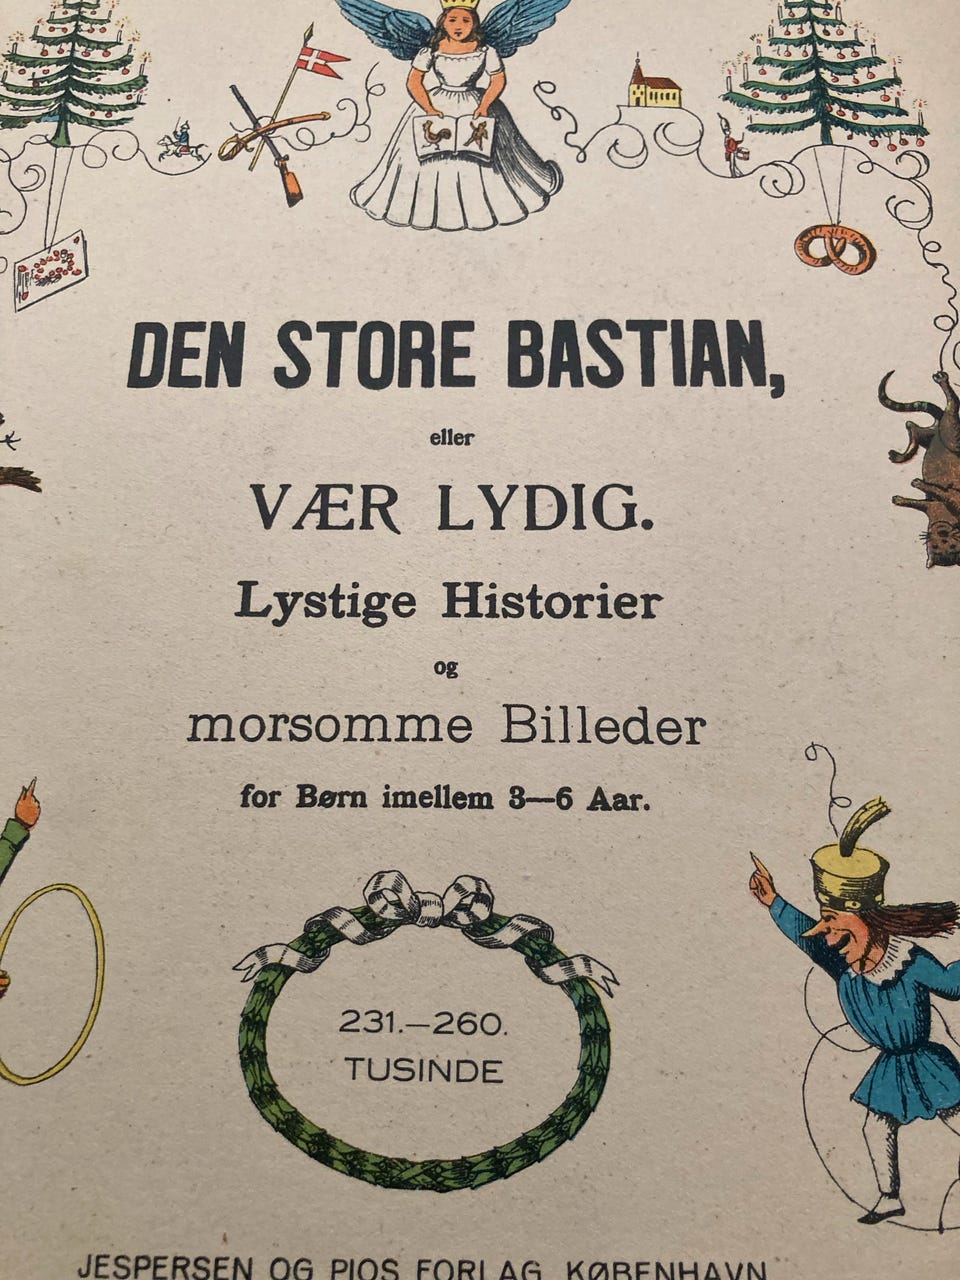 DEN STORE BASTIAN,
eller
VÆR LYDIG.
Lystige Historier
og
morsomme Billeder
for Børn imellem 3—6 Aar.
231.—260.
TUSINDE
JESPERSEN OG PIOS FORLAG, KØBENHAVN